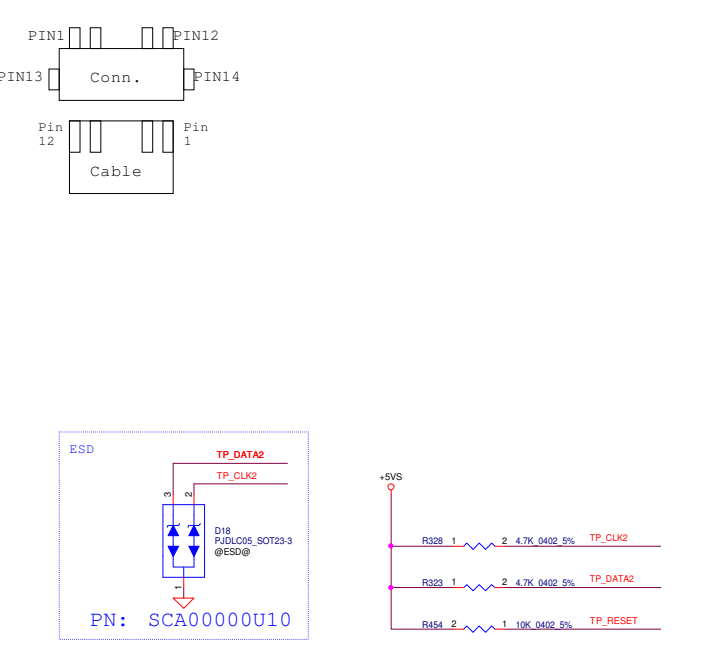 PIN1 PIN12
PIN13 Conn. PIN14
Pin 12 Pin 1
Cable
ESD
TP_DATA2
TP_CLK2
3 2
D18
PJDLC05_SOT23-3
@ESD@
1
PN: SCA00000U10
+5VS
R328 1 2 4.7K_0402_5% TP_CLK2
R323 1 2 4.7K_0402_5% TP_DATA2
R454 2 1 10K_0402_5% TP_RESET